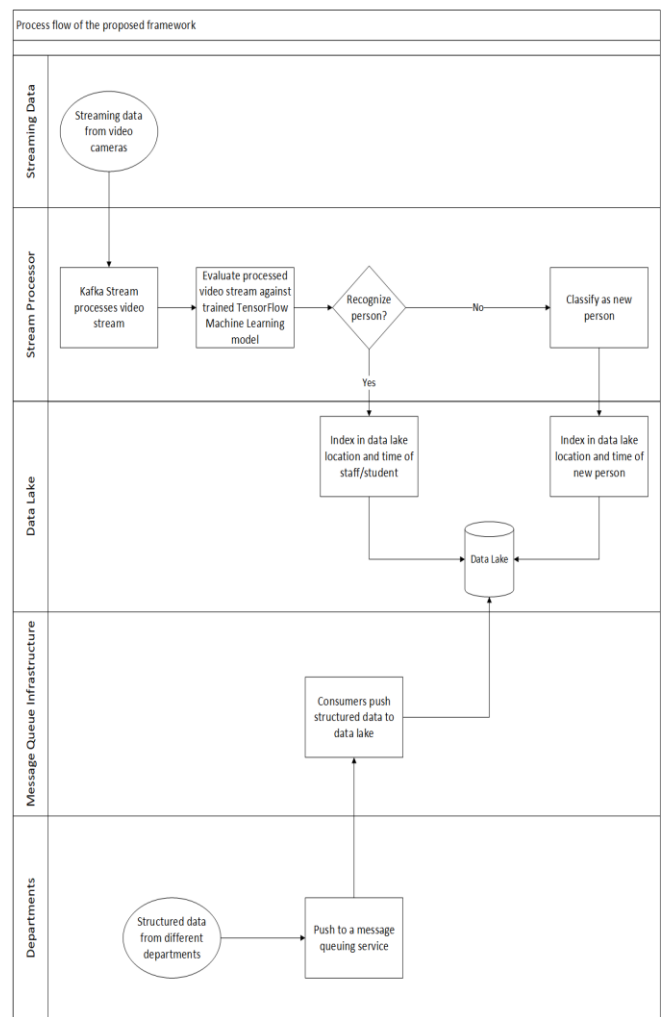 Process flow of the proposed framework
Streaming Data
Streaming data
from video
cameras
Stream Processor
Kafka Stream
processes video
stream
Evaluate processed
video stream against
trained TensorFlow
Machine Learning
model
Recognize
person?
No
Classify as new
person
Yes
Data Lake
Index in data lake
location and time of
staff/student
Index in data lake
location and time of
new person
Data Lake
Message Queue Infrastructure
Consumers push
structured data to
data lake
Departments
Structured data
from different
departments
Push to a message
queuing service